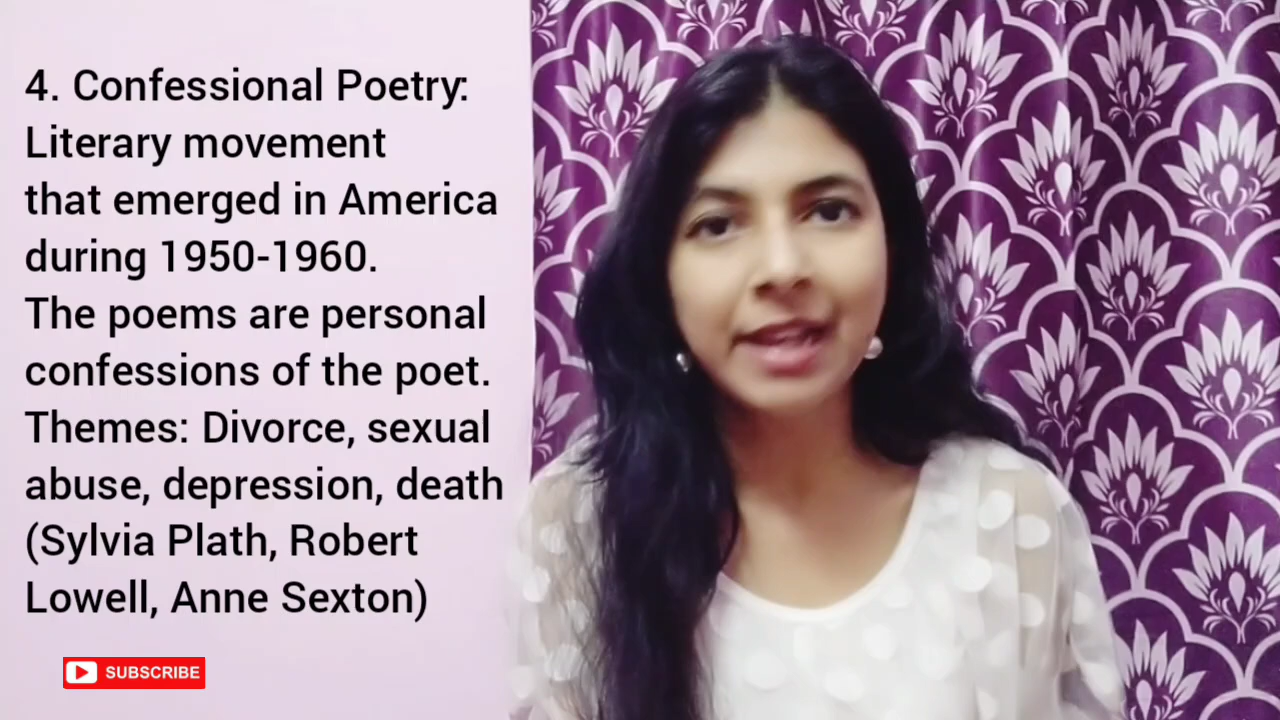 4. Confessional Poetry:
Literary movement
that emerged in America
during 1950-1960.
The poems are personal
confessions of the poet.
Themes: Divorce, sexual
abuse, depression, death
(Sylvia Plath, Robert
Lowell, Anne Sexton)
SUBSCRIBE